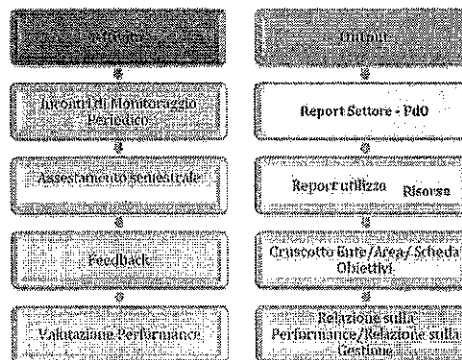 Attività
Output
Incontri di Monitoraggio
Periodico
Report Settore - PdO
Assestamento semestrale
Report utilizzo Risorse
Feedback
Cruscotto Ente/Area/ Scheda
Obiettivi
Valutazione Performance
Relazione sulla
Performance/Relazione sulla
Gestione